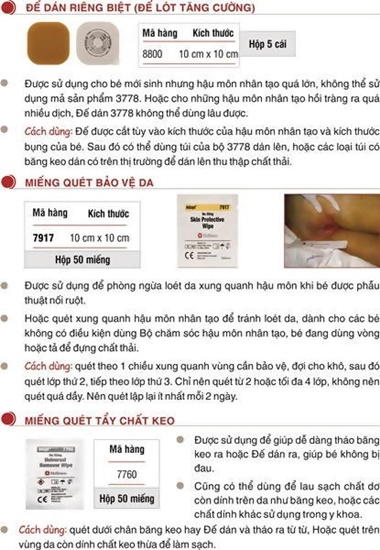 ĐẾ DÁN RIÊNG BIỆT (ĐẾ LÓT TĂNG CƯỜNG)
Mã hàng Kích thước
8800 10 cm x 10 cm
Hộp 5 cái
Được sử dụng cho bé mới sinh nhưng hậu môn nhân tạo quá lớn, không thể sử
dụng mã sản phẩm 3778. Hoặc cho những hậu môn nhân tạo hồi tràng ra quá
nhiều dịch, Đế dán 3778 không thể dùng lâu được.
Cách dùng: Đế được cắt tùy vào kích thước của hậu môn nhân tạo và kích thước
bụng của bé. Sau đó có thể dùng túi của bộ 3778 dán lên, hoặc các loại túi có
băng keo dán có trên thị trường để dán lên thu thập chất thải.
MIẾNG QUÉT BẢO VỆ DA
Mã hàng Kích thước
7917 10 cm x 10 cm
Hộp 50 miếng
Adapt 7917
No Sting
Skin Protective
Wipe
Hollister
CE
Được sử dụng để phòng ngừa loét da xung quanh hậu môn khi bé được phẫu
thuật nối ruột.
Hoặc quét xung quanh hậu môn nhân tạo để tránh loét da, dành cho các bé
không có điều kiện dùng Bộ chăm sóc hậu môn nhân tạo, bé đang dùng vòng
hoặc tã để đựng chất thải.
Cách dùng: quét theo 1 chiều xung quanh vùng cần bảo vệ, đợi cho khô, sau đó
quét lớp thứ 2, tiếp theo lớp thứ 3. Chỉ nên quét từ 2 hoặc tối đa 4 lớp, không nên
quét quá dầy. Nên quét lập lại ít nhất mỗi 2 ngày.
MIẾNG QUÉT TẨY CHẤT KEO
Adapt 7760
No Sting
Universal
Remover Wipe
Hollister
CE
Mã hàng
7760
Hộp 50 miếng
Được sử dụng để giúp dễ dàng tháo băng
keo ra hoặc Đế dán ra, giúp bé không bị
đau.
Cũng có thể dùng để lau sạch chất dơ
còn dính trên da như băng keo, hoặc các
chất dính khác sử dụng trong y khoa.
Cách dùng: quét dưới chân băng keo hay Đế dán và tháo ra từ từ, Hoặc quét trên
vùng da còn dính chất keo thừa để làm sạch.